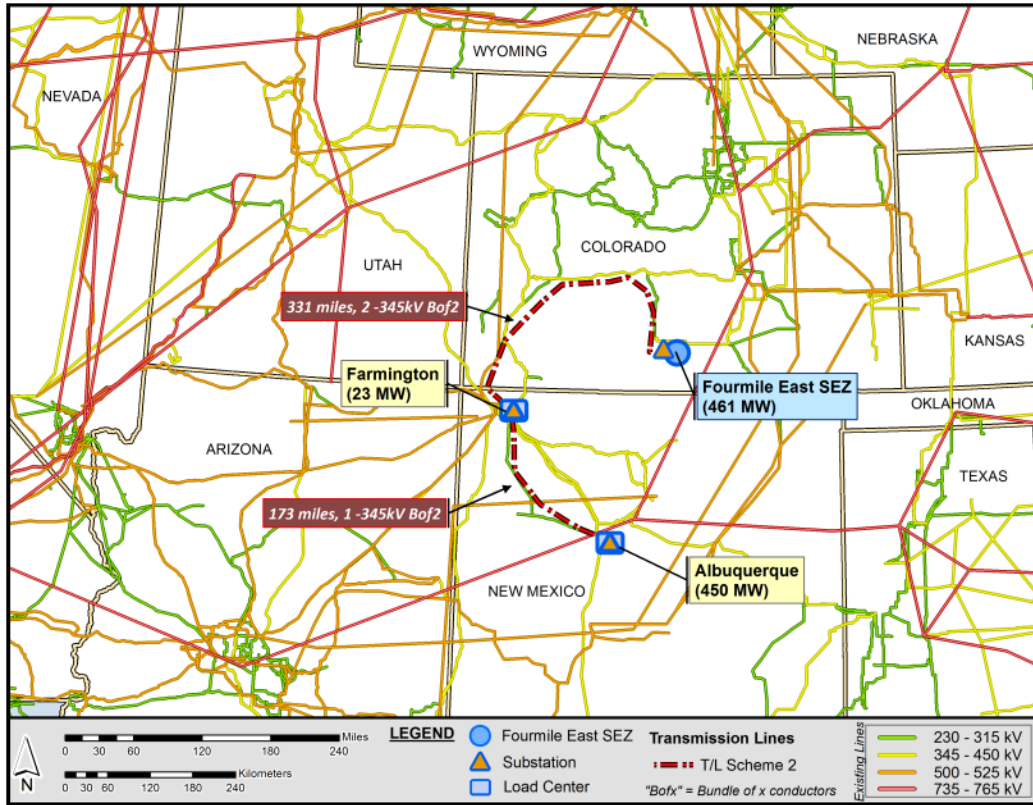 WYOMING
NEBRASKA
NEVADA
COLORADO
UTAH
331 miles, 2 -345kV Bof2
KANSAS
Farmington
(23 MW)
Fourmile East SEZ
(461 MW)
OKLAHOMA
ARIZONA
TEXAS
173 miles, 1 -345kV Bof2
Albuquerque
(450 MW)
NEW MEXICO
N
Miles
0 30 60 120 180 240
Kilometers
0 30 60 120 180 240
LEGEND
Fourmile East SEZ
Substation
Load Center
Transmission Lines
T/L Scheme 2
"Bofx" = Bundle of x conductors
Existing Lines
230 - 315 kV
345 - 450 kV
500 - 525 kV
735 - 765 kV